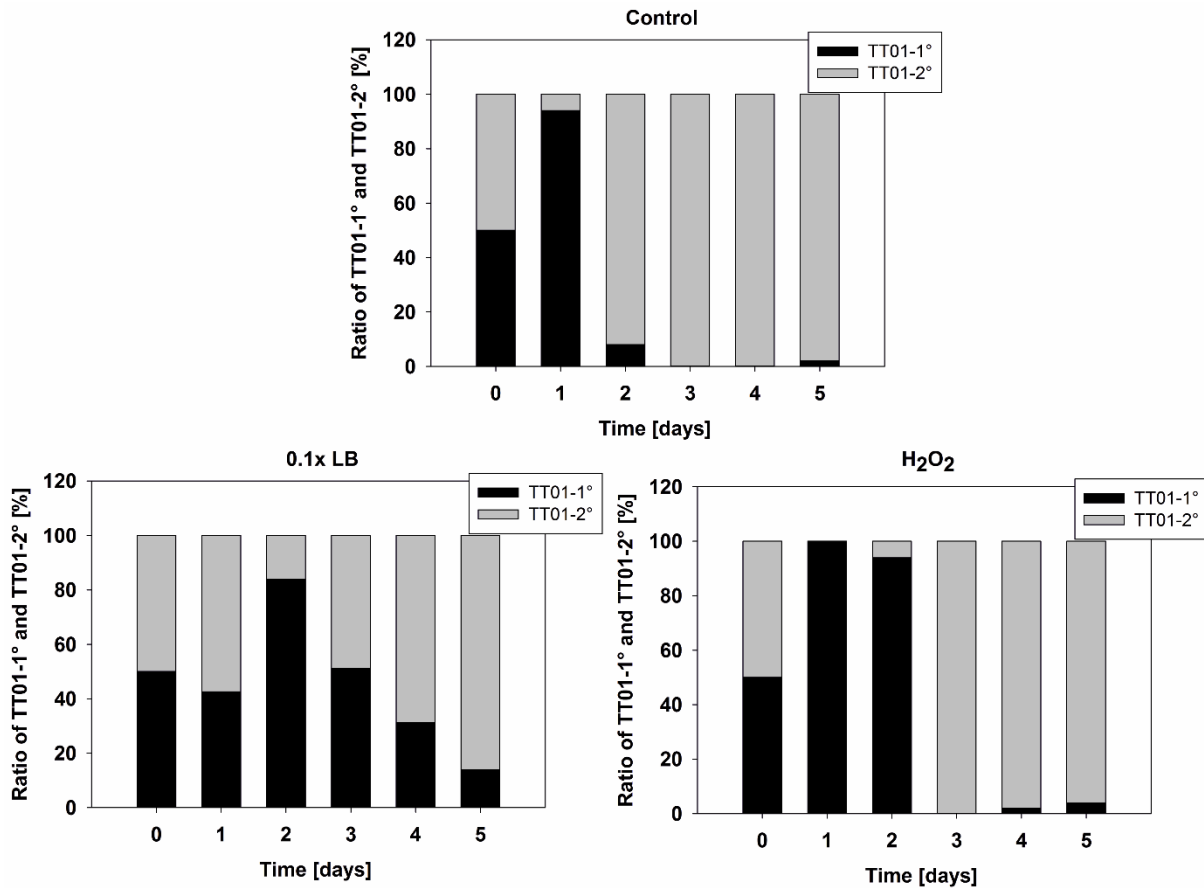 Control
TT01-1°
TT01-2°
Ratio of TT01-1° and TT01-2° [%]
120
100
80
60
40
20
0
0 1 2 3 4 5
Time [days]
0.1x LB
TT01-1°
TT01-2°
Ratio of TT01-1° and TT01-2° [%]
120
100
80
60
40
20
0
0 1 2 3 4 5
Time [days]
H₂O₂
TT01-1°
TT01-2°
Ratio of TT01-1° and TT01-2° [%]
120
100
80
60
40
20
0
0 1 2 3 4 5
Time [days]